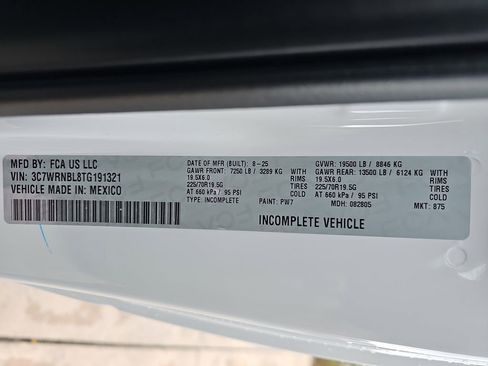 MFD BY: FCA US LLC
VIN: 3C7WRNBL8TG191321
VEHICLE MADE IN: MEXICO
DATE OF MFR (BUILT): 8-25
GAWR FRONT: 7250 LB / 3289 KG WITH
19.5X6.0 RIMS
225/70R19.5G
AT 660 kPa / 95 PSI COLD
TYPE: INCOMPLETE
GVWR: 19500 LB / 8846 KG
GAWR REAR: 13500 LB / 6124 KG WITH
19.5X6.0 RIMS
225/70R19.5G
AT 660 kPa / 95 PSI COLD
PAINT: PW7 MDH: 082805 MKT: 875
INCOMPLETE VEHICLE